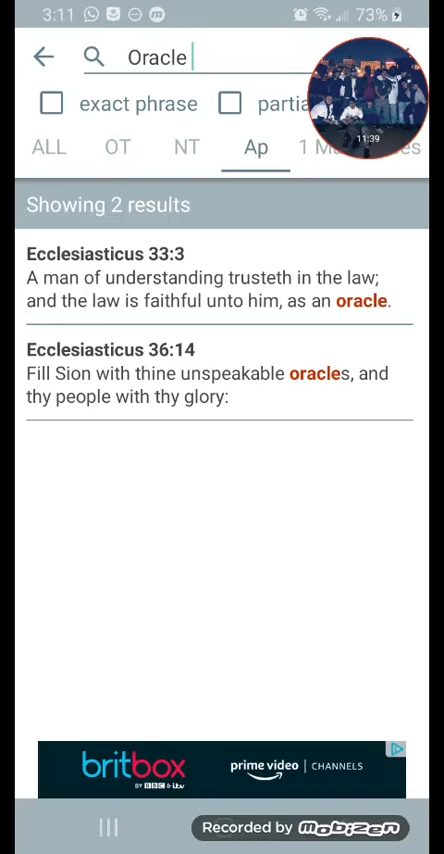 3:11 73%
Oracle
exact phrase partia
11:39
ALL OT NT Ap 1 M es
Showing 2 results
Ecclesiasticus 33:3
A man of understanding trusteth in the law;
and the law is faithful unto him, as an oracle.
Ecclesiasticus 36:14
Fill Sion with thine unspeakable oracles, and
thy people with thy glory:
britbox prime video | CHANNELS
BY BBC & itv
Recorded by Mobizen